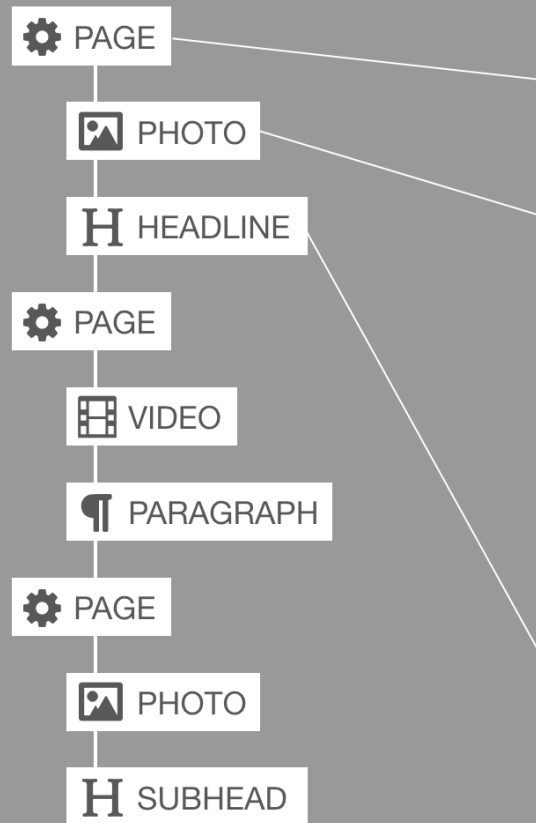 PAGE
PHOTO
HEADLINE
PAGE
VIDEO
PARAGRAPH
PAGE
PHOTO
SUBHEAD